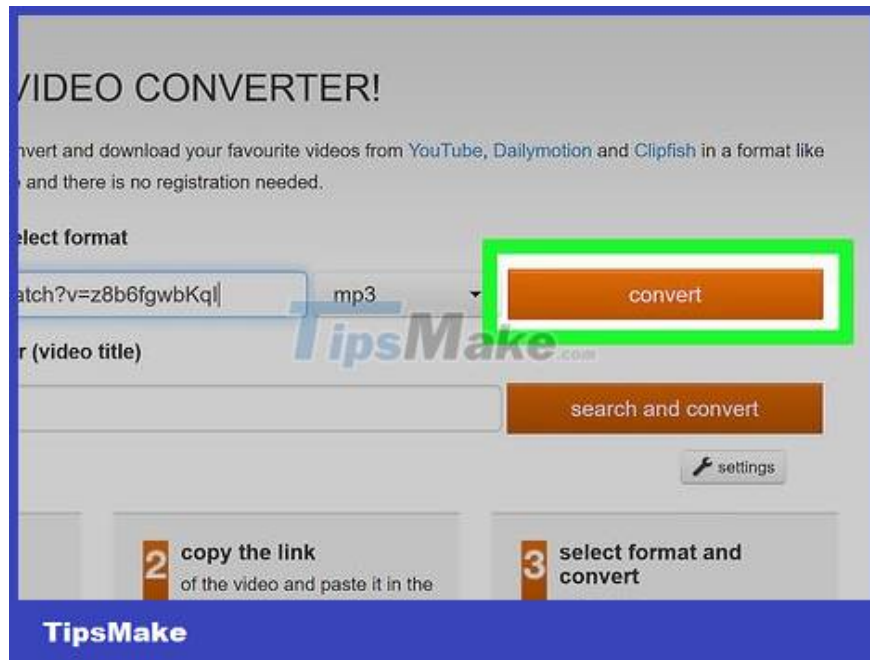 VIDEO CONVERTER!
nvert and download your favourite videos from YouTube, Dailymotion and Clipfish in a format like
and there is no registration needed.
elect format
atch?v=z8b6fgwbKqI
mp3
convert
TipsMake.com
r (video title)
search and convert
settings
2 copy the link
of the video and paste it in the
3 select format and
convert
TipsMake